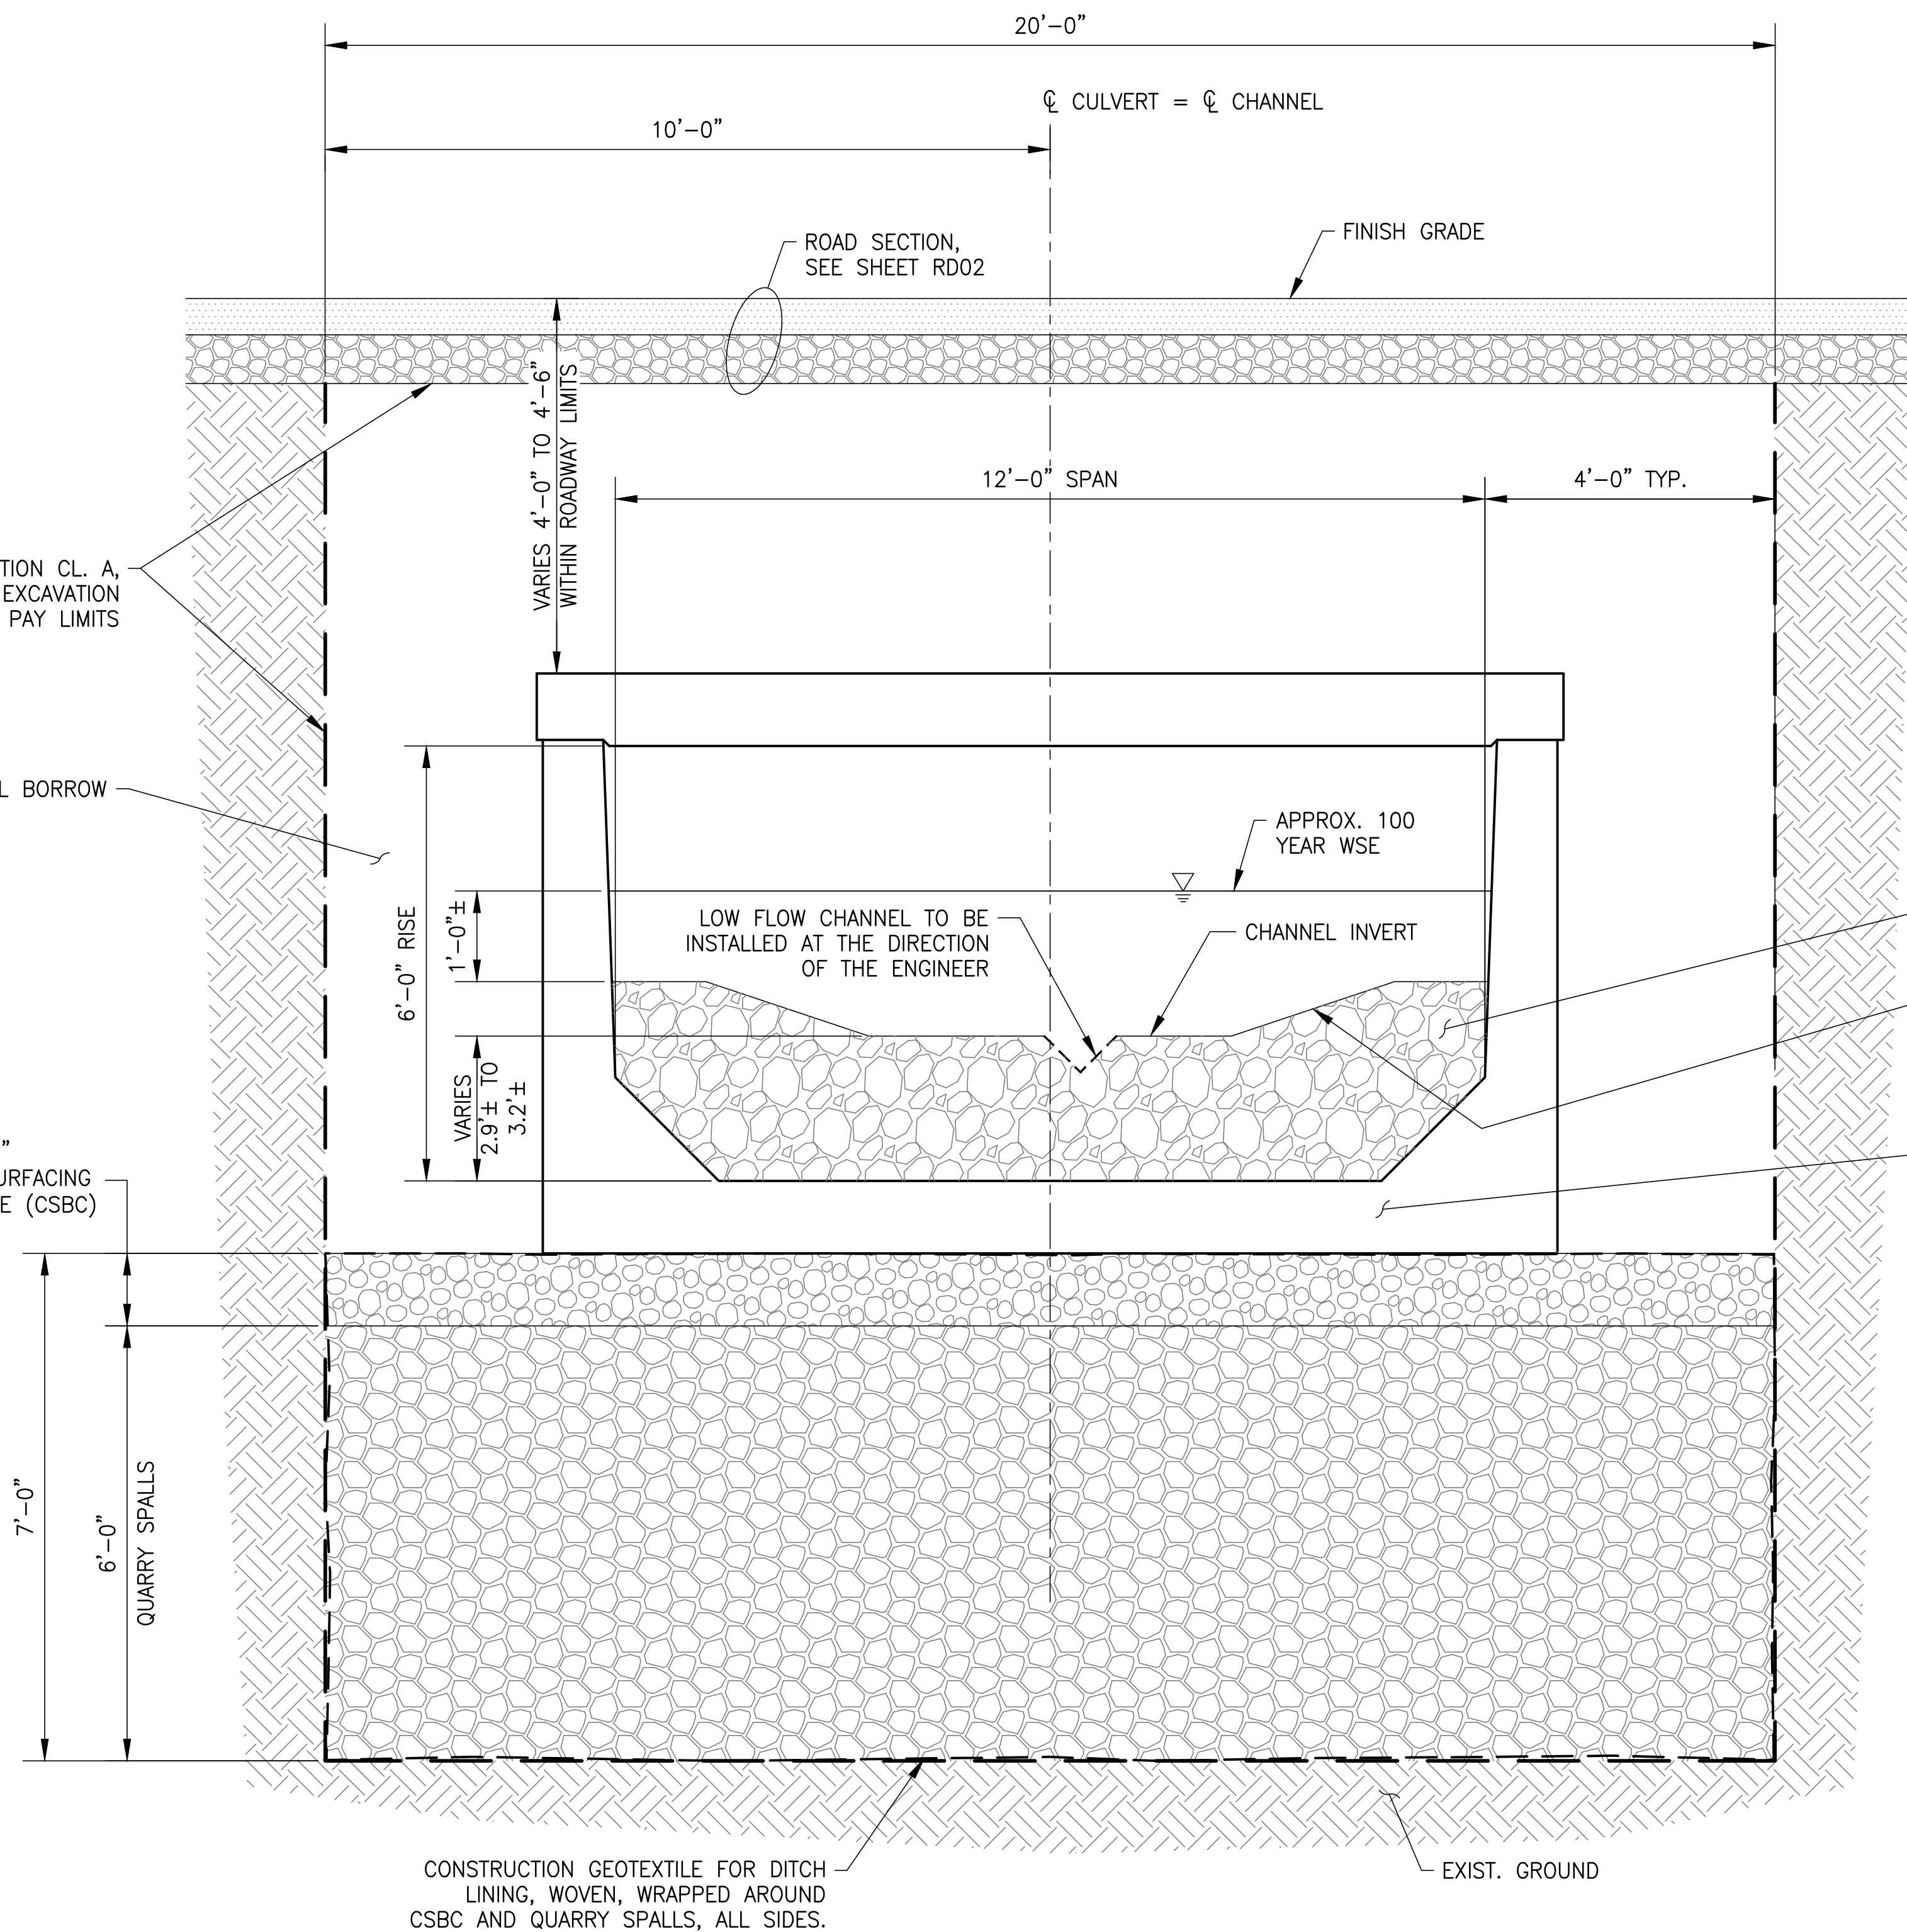 20'-0"
℄ CULVERT = ℄ CHANNEL
10'-0"
ROAD SECTION,
SEE SHEET RD02
FINISH GRADE
VARIES 4'-0" TO 4'-6"
WITHIN ROADWAY LIMITS
12'-0" SPAN
4'-0" TYP.
TION CL. A,
EXCAVATION
PAY LIMITS
L BORROW
APPROX. 100
YEAR WSE
6'-0" RISE
1'-0"±
LOW FLOW CHANNEL TO BE
INSTALLED AT THE DIRECTION
OF THE ENGINEER
CHANNEL INVERT
VARIES
2.9'± TO
3.2'±
"
URFACING
E (CSBC)
7'-0"
6'-0"
QUARRY SPALLS
CONSTRUCTION GEOTEXTILE FOR DITCH
LINING, WOVEN, WRAPPED AROUND
CSBC AND QUARRY SPALLS, ALL SIDES.
EXIST. GROUND